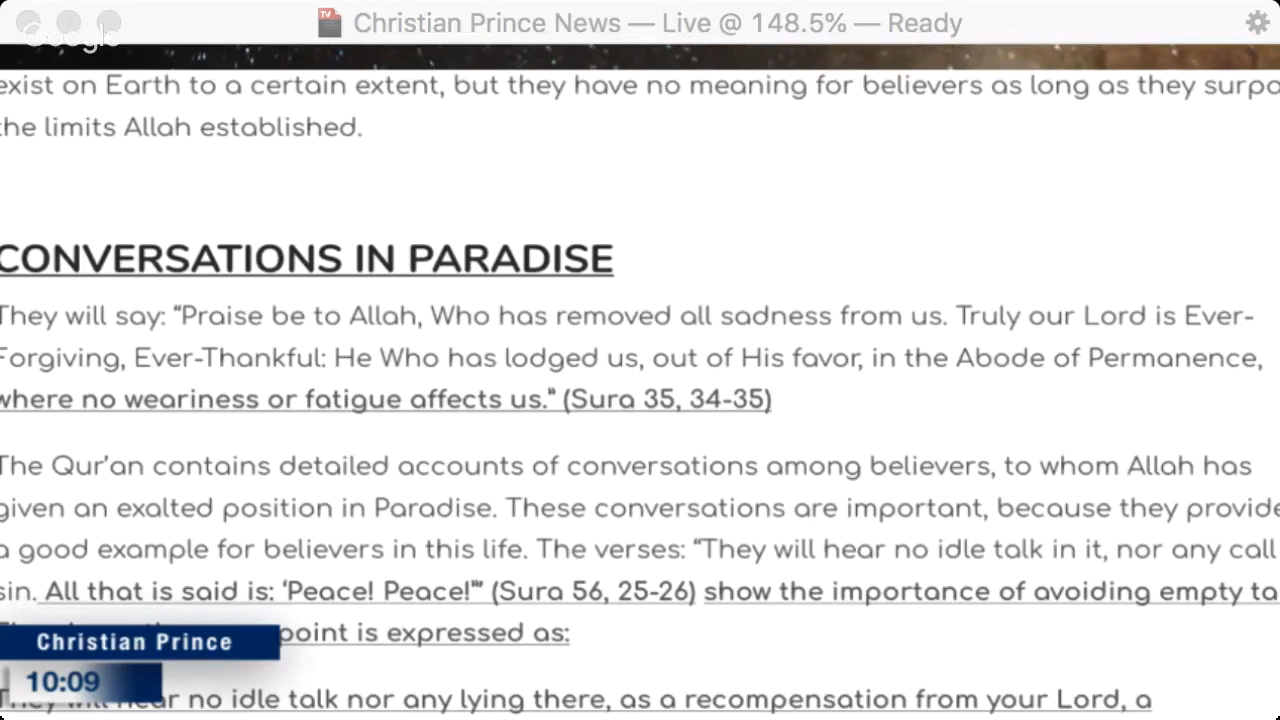 Christian Prince News — Live @ 148.5% — Ready
Google
exist on Earth to a certain extent, but they have no meaning for believers as long as they surpa
the limits Allah established.
CONVERSATIONS IN PARADISE
They will say: “Praise be to Allah, Who has removed all sadness from us. Truly our Lord is Ever-
Forgiving, Ever-Thankful: He Who has lodged us, out of His favor, in the Abode of Permanence,
where no weariness or fatigue affects us.” (Sura 35, 34-35)
The Qur’an contains detailed accounts of conversations among believers, to whom Allah has
given an exalted position in Paradise. These conversations are important, because they provide
a good example for believers in this life. The verses: “They will hear no idle talk in it, nor any call
sin. All that is said is: ‘Peace! Peace!’” (Sura 56, 25-26) show the importance of avoiding empty ta
point is expressed as:
Christian Prince
10:09
They will hear no idle talk nor any lying there, as a recompensation from your Lord, a